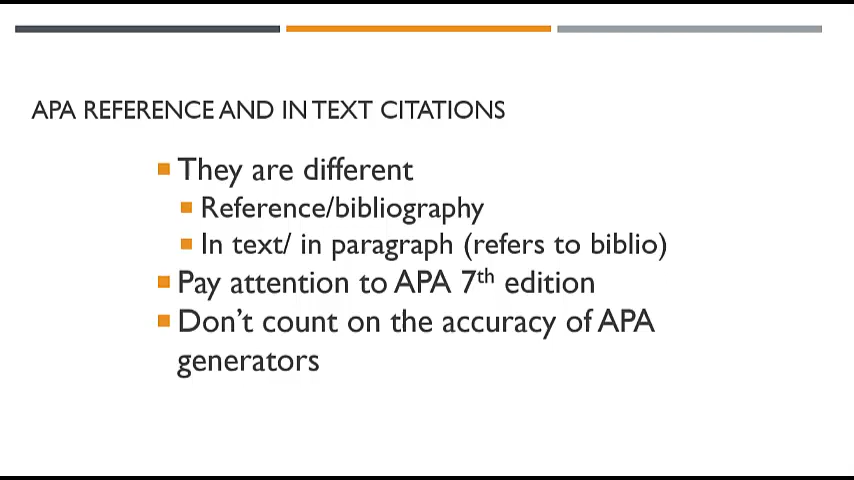 APA REFERENCE AND IN TEXT CITATIONS
They are different
Reference/bibliography
In text/ in paragraph (refers to biblio)
Pay attention to APA 7th edition
Don’t count on the accuracy of APA
generators